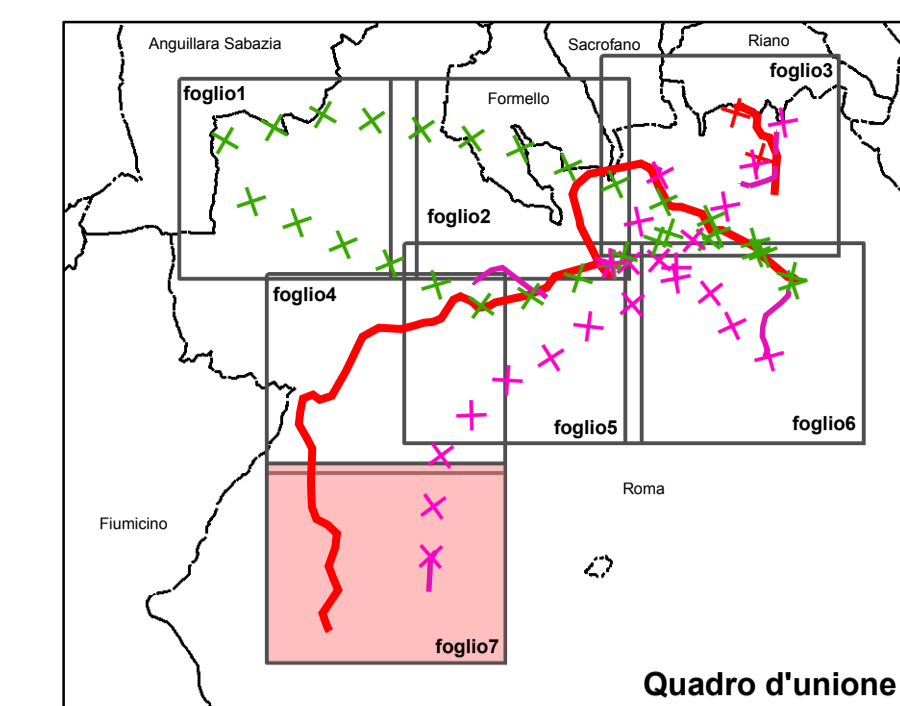 Anguillara Sabazia
Sacrofano
Riano
foglio3
foglio1
Formello
foglio2
foglio4
foglio5
foglio6
Roma
Fiumicino
foglio7
Quadro d'unione